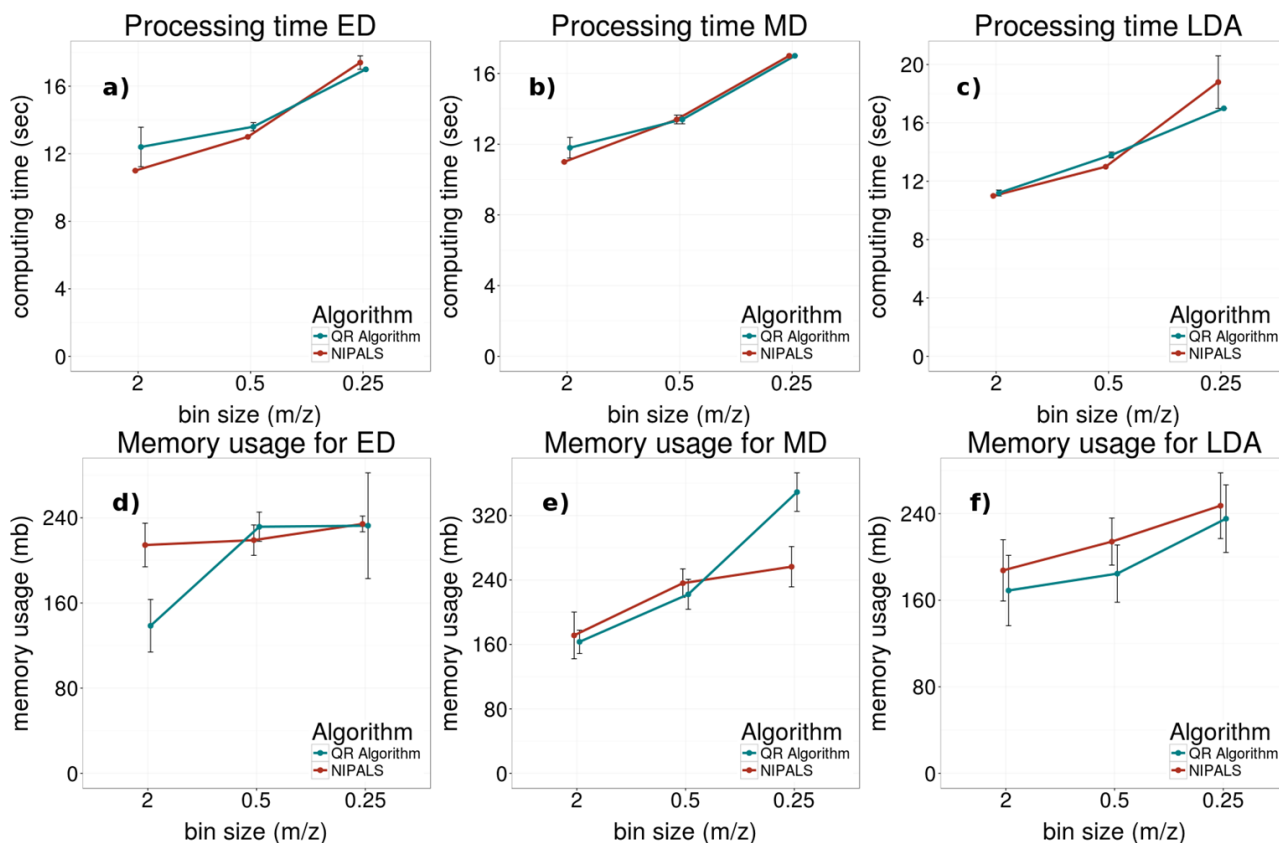 Processing time ED
a)
computing time (sec)
16
12
8
4
0
Algorithm
QR Algorithm
NIPALS
2 0.5 0.25
bin size (m/z)
Processing time MD
b)
computing time (sec)
16
12
8
4
0
Algorithm
QR Algorithm
NIPALS
2 0.5 0.25
bin size (m/z)
Processing time LDA
c)
computing time (sec)
20
16
12
8
4
0
Algorithm
QR Algorithm
NIPALS
2 0.5 0.25
bin size (m/z)
Memory usage for ED
d)
memory usage (mb)
240
160
80
0
Algorithm
QR Algorithm
NIPALS
2 0.5 0.25
bin size (m/z)
Memory usage for MD
e)
memory usage (mb)
320
240
160
80
0
Algorithm
QR Algorithm
NIPALS
2 0.5 0.25
bin size (m/z)
Memory usage for LDA
f)
memory usage (mb)
240
160
80
0
Algorithm
QR Algorithm
NIPALS
2 0.5 0.25
bin size (m/z)